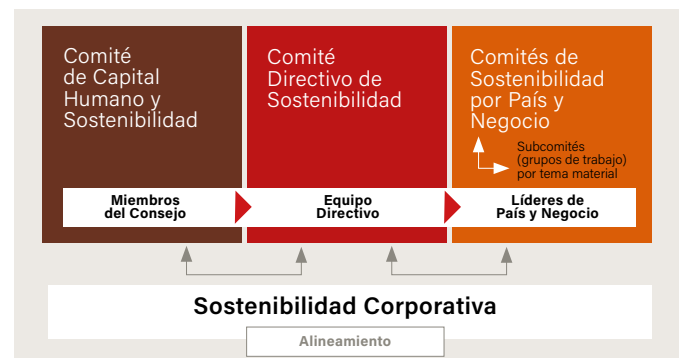 Comité
de Capital
Humano y
Sostenibilidad
Miembros
del Consejo
Comité
Directivo de
Sostenibilidad
Equipo
Directivo
Comités de
Sostenibilidad
por País y
Negocio
Subcomités
(grupos de trabajo)
por tema material
Líderes de
País y Negocio
Sostenibilidad Corporativa
Alineamiento